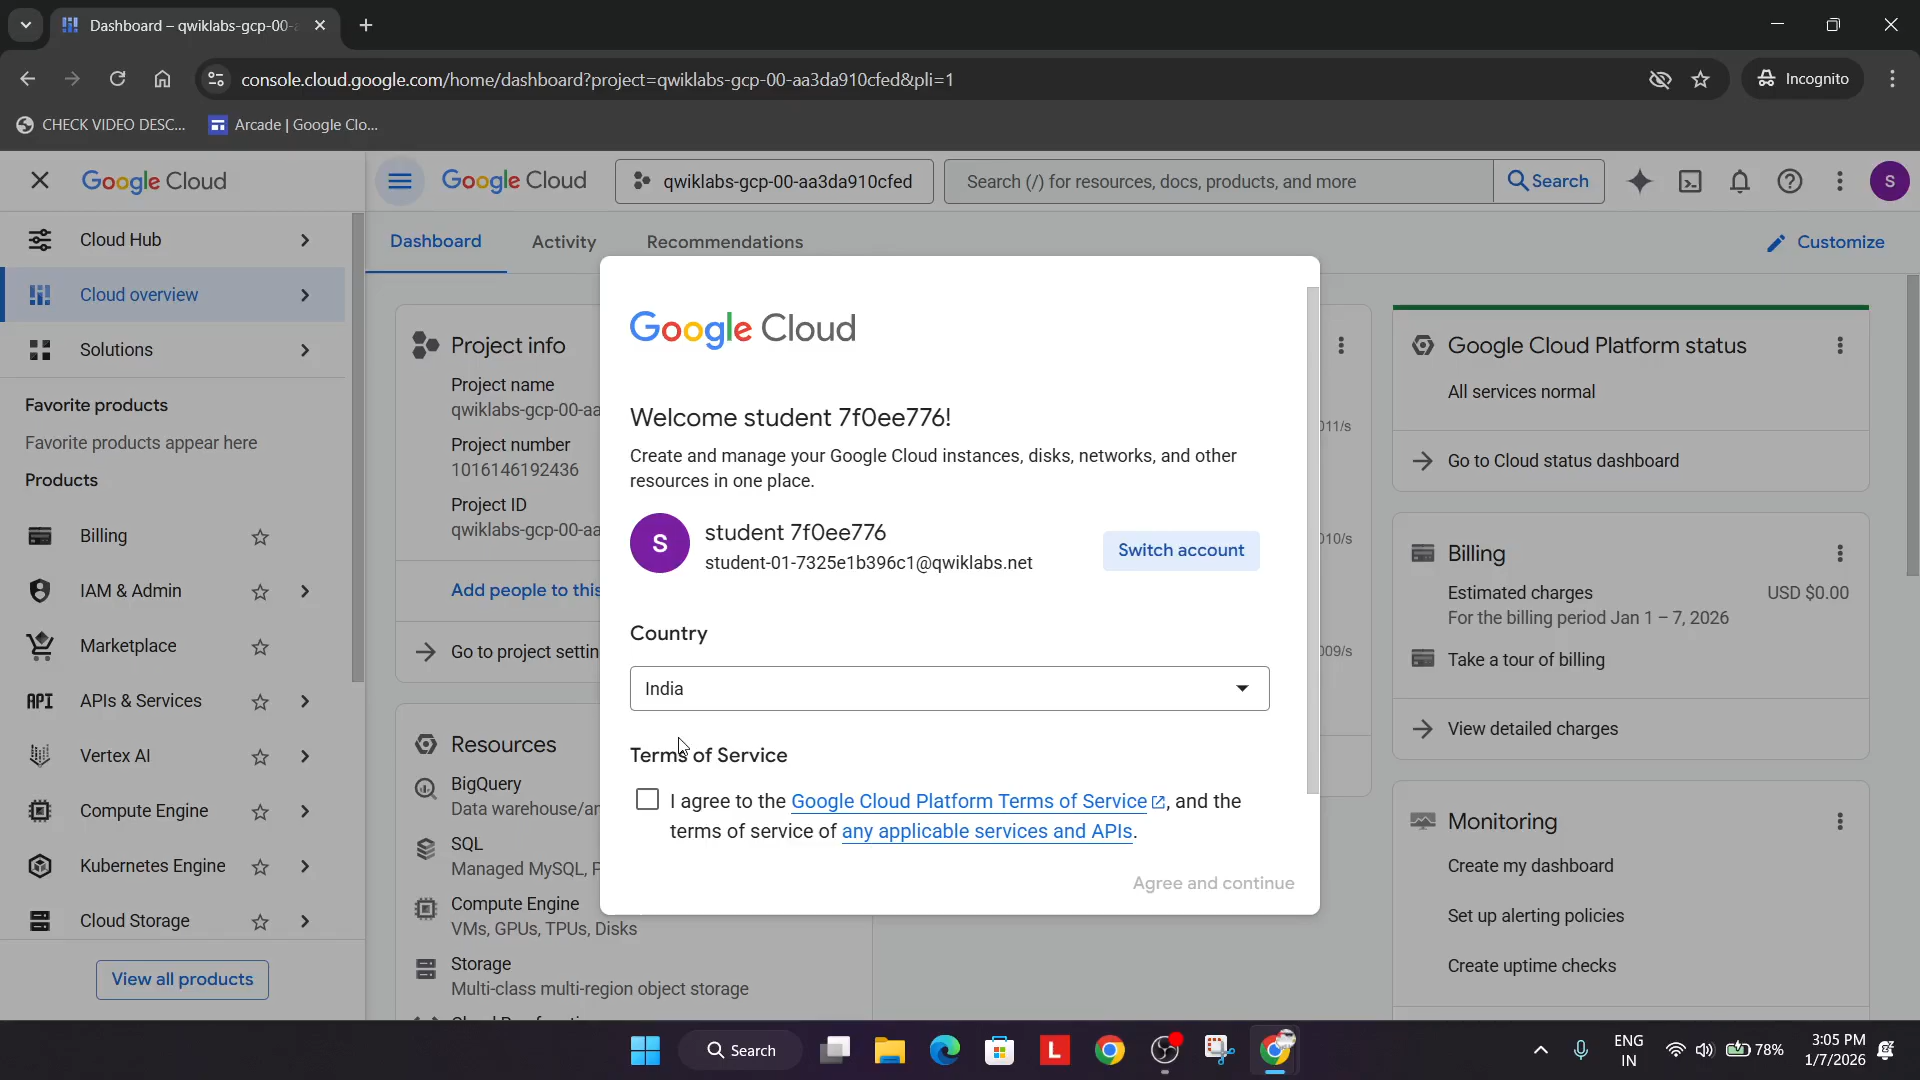 Dashboard – qwiklabs-gcp-00-
console.cloud.google.com/home/dashboard?project=qwiklabs-gcp-00-aa3da910cfed&pli=1
Incognito
CHECK VIDEO DESC...
Arcade | Google Clo...
Google Cloud
Google Cloud
qwiklabs-gcp-00-aa3da910cfed
Search (/) for resources, docs, products, and more
Search
S
Cloud Hub
Cloud overview
Solutions
Favorite products
Favorite products appear here
Products
Billing
IAM & Admin
Marketplace
API APIs & Services
Vertex AI
Compute Engine
Kubernetes Engine
Cloud Storage
View all products
Dashboard
Activity
Recommendations
Customize
Project info
Project name
qwiklabs-gcp-00-aa
Project number
1016146192436
Project ID
qwiklabs-gcp-00-aa
Add people to this
Go to project settin
Resources
BigQuery
Data warehouse/an
SQL
Managed MySQL, P
Compute Engine
VMs, GPUs, TPUs, Disks
Storage
Multi-class multi-region object storage
Google Cloud
Welcome student 7f0ee776!
Create and manage your Google Cloud instances, disks, networks, and other
resources in one place.
S
student 7f0ee776
student-01-7325e1b396c1@qwiklabs.net
Switch account
Country
India
Terms of Service
I agree to the Google Cloud Platform Terms of Service, and the
terms of service of any applicable services and APIs.
Agree and continue
011/s
010/s
009/s
Google Cloud Platform status
All services normal
Go to Cloud status dashboard
Billing
Estimated charges
USD $0.00
For the billing period Jan 1 – 7, 2026
Take a tour of billing
View detailed charges
Monitoring
Create my dashboard
Set up alerting policies
Create uptime checks
Search
L
ENG
IN
78%
3:05 PM
1/7/2026